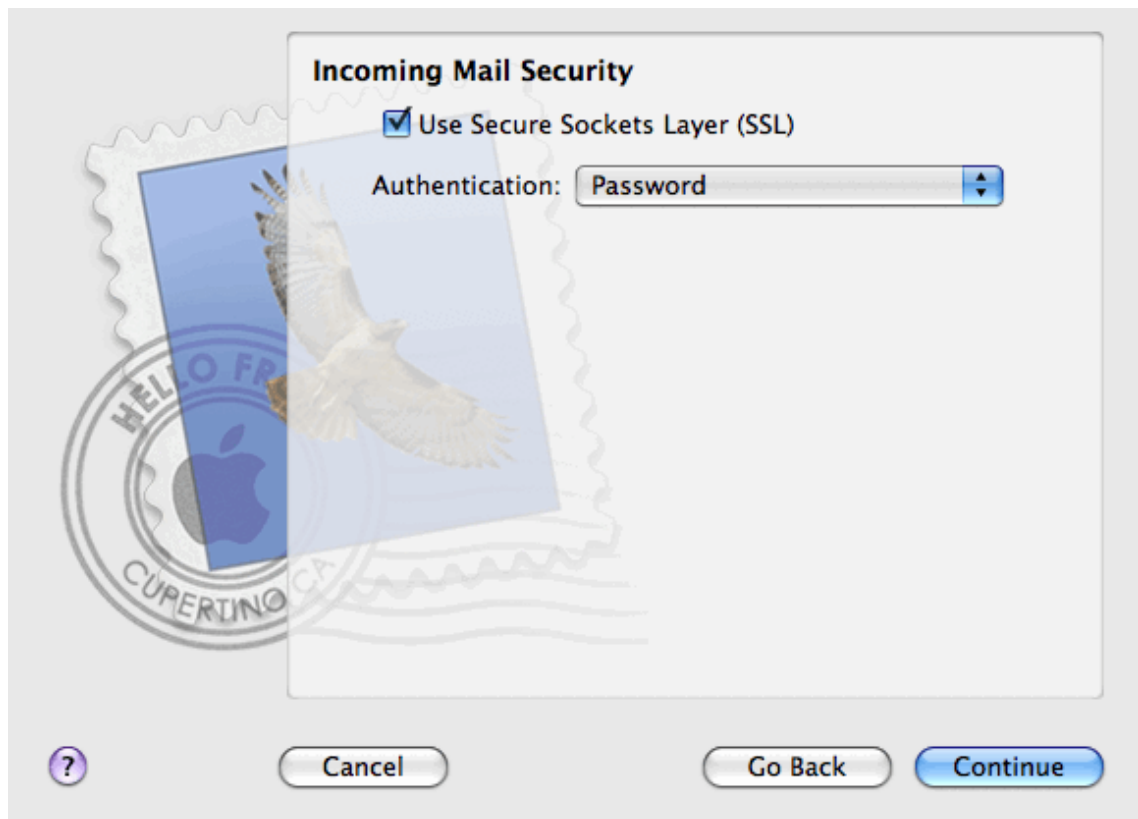 Incoming Mail Security
Use Secure Sockets Layer (SSL)
Authentication: Password
HELLO FR
CUPERTINO CA
?
Cancel
Go Back
Continue